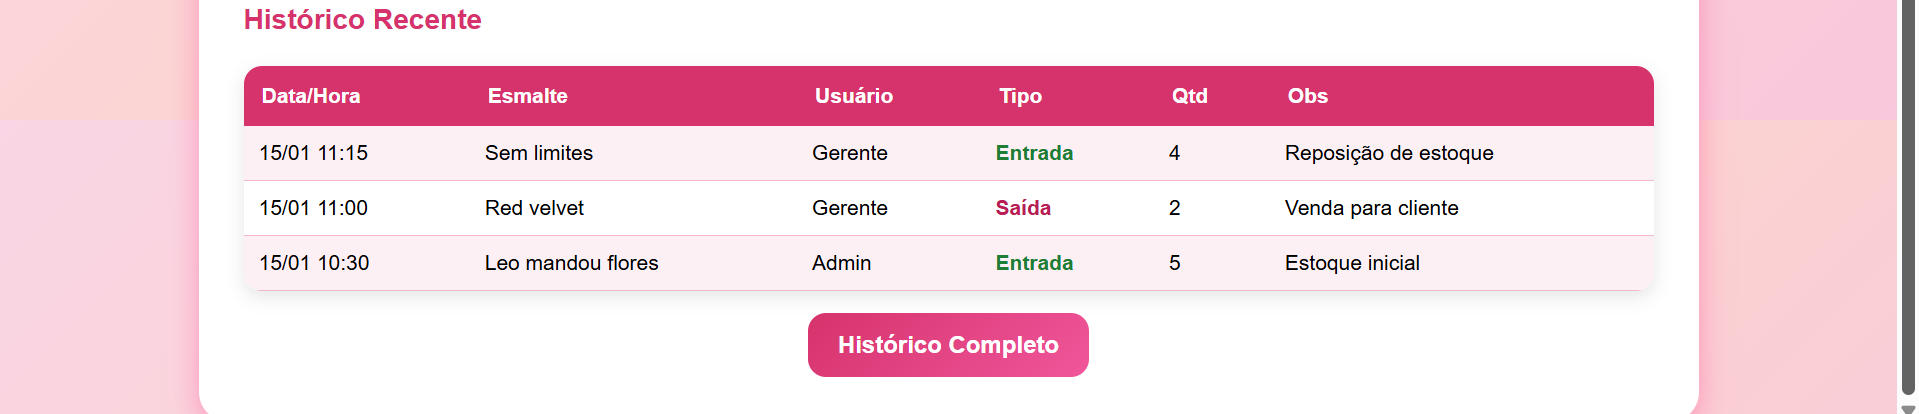 Histórico Recente
Data/Hora Esmalte Usuário Tipo Qtd Obs
15/01 11:15 Sem limites Gerente Entrada 4 Reposição de estoque
15/01 11:00 Red velvet Gerente Saída 2 Venda para cliente
15/01 10:30 Leo mandou flores Admin Entrada 5 Estoque inicial
Histórico Completo